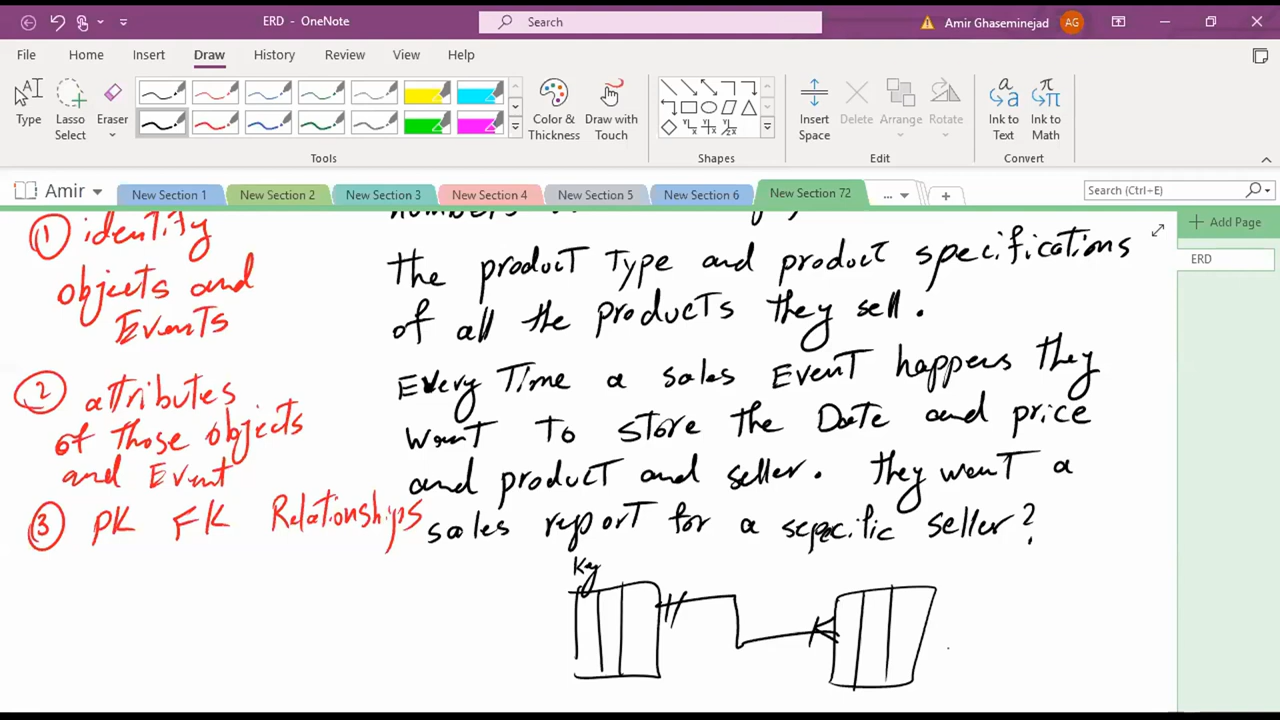 ERD - OneNote
Search
Amir Ghaseminejad
AG
File
Home
Insert
Draw
History
Review
View
Help
Type
Lasso
Select
Eraser
Color &
Thickness
Draw with
Touch
Insert
Space
Delete
Arrange
Rotate
Ink to
Text
Ink to
Math
Tools
Shapes
Edit
Convert
Amir
New Section 1
New Section 2
New Section 3
New Section 4
New Section 5
New Section 6
New Section 72
...
Search (Ctrl+E)
Add Page
ERD
1 identify
objects and
Events
2 attributes
of those objects
and Event
3 PK FK Relationships
numbers
the product Type and product specifications
of all the products they sell.
Every Time a sales Event happens they
want to store the Date and price
and product and seller. they want a
sales report for a specific seller?
Key